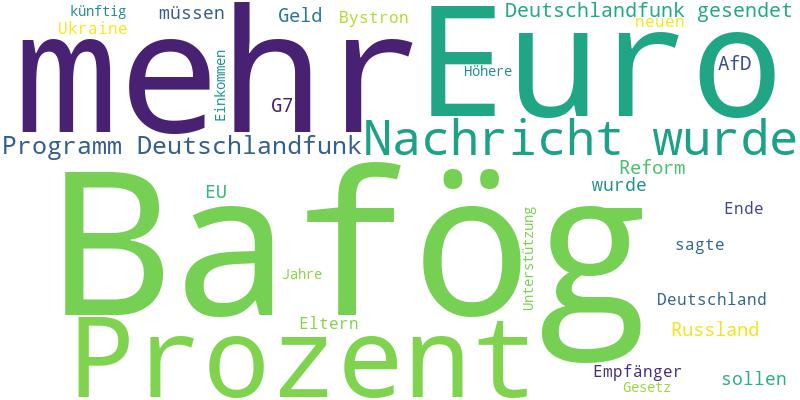 künftig
müssen
Geld
Bystron
Deutschlandfunk gesendet
Ukraine
neuen
mehr
Euro
Einkommen
Höhere
AfD
G7
Programm Deutschlandfunk
Nachricht wurde
Reform
EU
wurde
Bafög
Unterstützung
Ende
sagte
Jahre
Deutschland
Eltern
Prozent
Russland
Empfänger
sollen
Gesetz